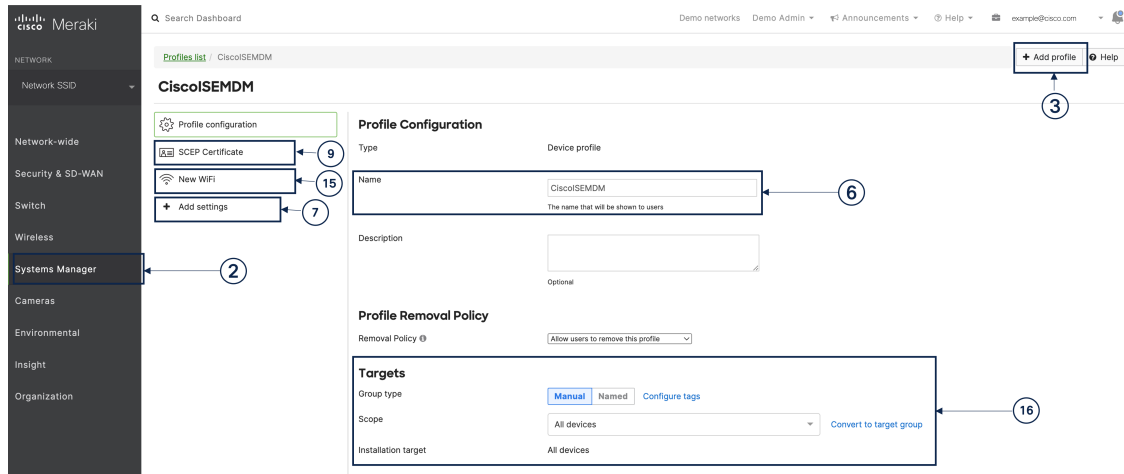 cisco Meraki
Search Dashboard
Demo networks Demo Admin Announcements Help example@cisco.com
NETWORK
Network SSID
Network-wide
Security & SD-WAN
Switch
Wireless
Systems Manager
Cameras
Environmental
Insight
Organization
2
Profiles list / CiscoISEMDM
+ Add profile Help
3
CiscoISEMDM
Profile configuration
SCEP Certificate
9
New WiFi
15
+ Add settings
7
Profile Configuration
Type Device profile
Name CiscoISEMDM
The name that will be shown to users
6
Description
Optional
Profile Removal Policy
Removal Policy Allow users to remove this profile
Targets
Group type Manual Named Configure tags
Scope All devices Convert to target group
Installation target All devices
16